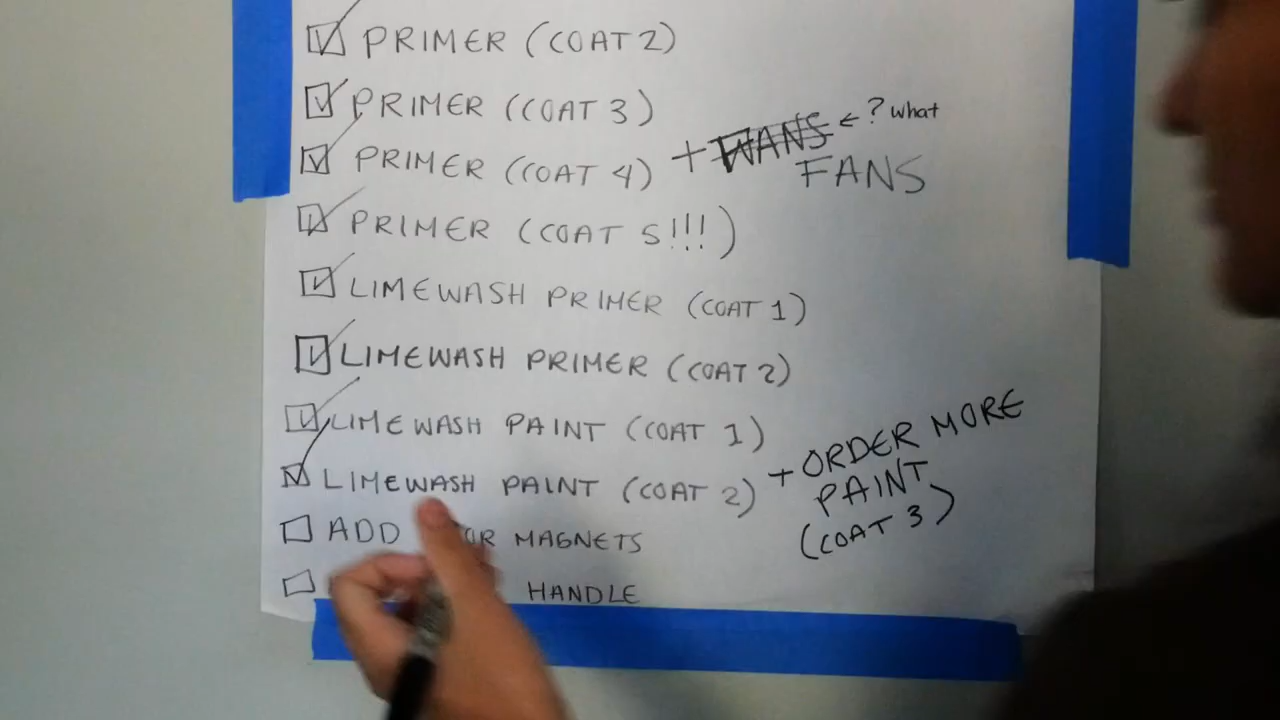 PRIMER (COAT 2)
PRIMER (COAT 3)
PRIMER (COAT 4) + WANS ← ? what
FANS
PRIMER (COAT 5!!!)
LIMEWASH PRIMER (COAT 1)
LIMEWASH PRIMER (COAT 2)
LIMEWASH PAINT (COAT 1)
LIMEWASH PAINT (COAT 2) + ORDER MORE
PAINT
(COAT 3)
ADD MAGNETS
HANDLE